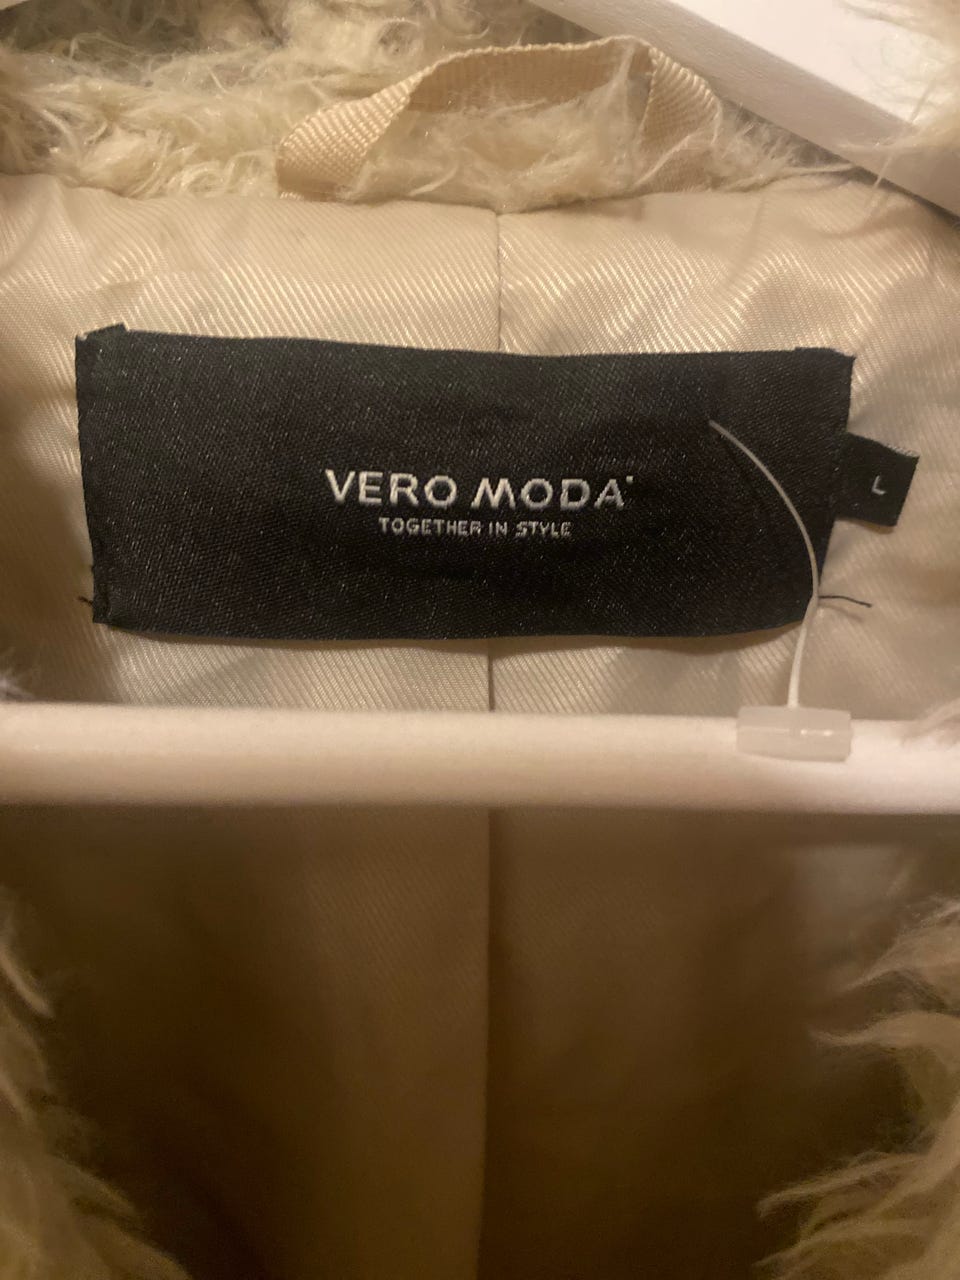 VERO MODA
TOGETHER IN STYLE
L